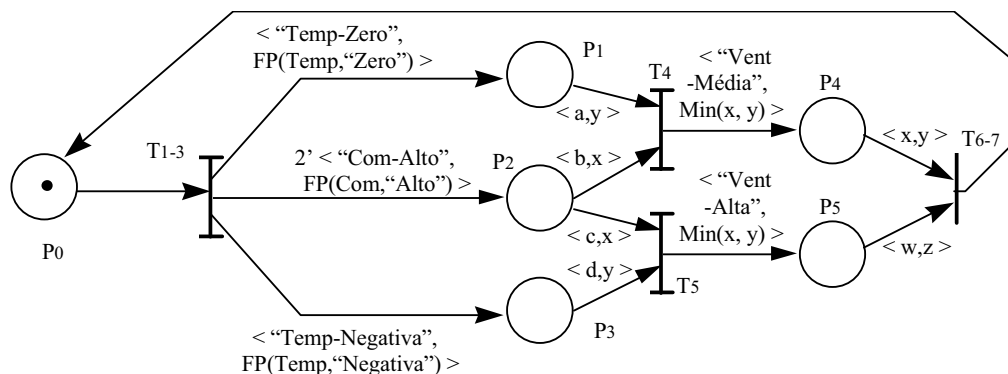 < “Temp-Zero”,
FP(Temp,“Zero”) >
P1
T4
< “Vent
-Média”,
Min(x, y) >
P4
< a,y >
T1-3
2’ < “Com-Alto”,
FP(Com,“Alto”) >
P2
< b,x >
< x,y >
T6-7
P0
< “Vent
-Alta”,
Min(x, y) >
P5
< c,x >
< w,z >
< d,y >
T5
P3
< “Temp-Negativa”,
FP(Temp,“Negativa”) >